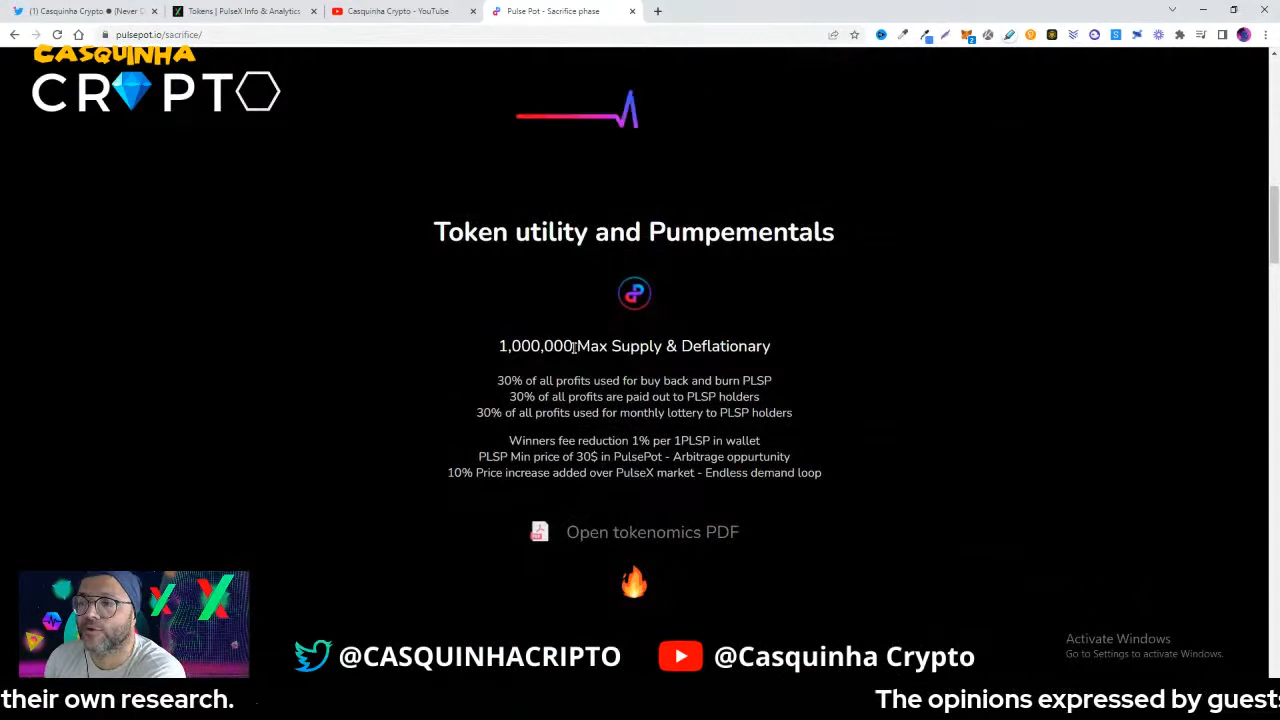 (1) Casquinha Crypto ✹ (Never D
Tokens | PulseX Info & Analytics
Casquinha Crypto - YouTube
Pulse Pot - Sacrifice phase
pulsepot.io/sacrifice/
CASQUINHA
CRYPTO
Token utility and Pumpementals
1,000,000 Max Supply & Deflationary
30% of all profits used for buy back and burn PLSP
30% of all profits are paid out to PLSP holders
30% of all profits used for monthly lottery to PLSP holders
Winners fee reduction 1% per 1PLSP in wallet
PLSP Min price of 30$ in PulsePot - Arbitrage oppurtunity
10% Price increase added over PulseX market - Endless demand loop
Open tokenomics PDF
Activate Windows
Go to Settings to activate Windows.
@CASQUINHACRIPTO
@Casquinha Crypto
their own research.
The opinions expressed by guests